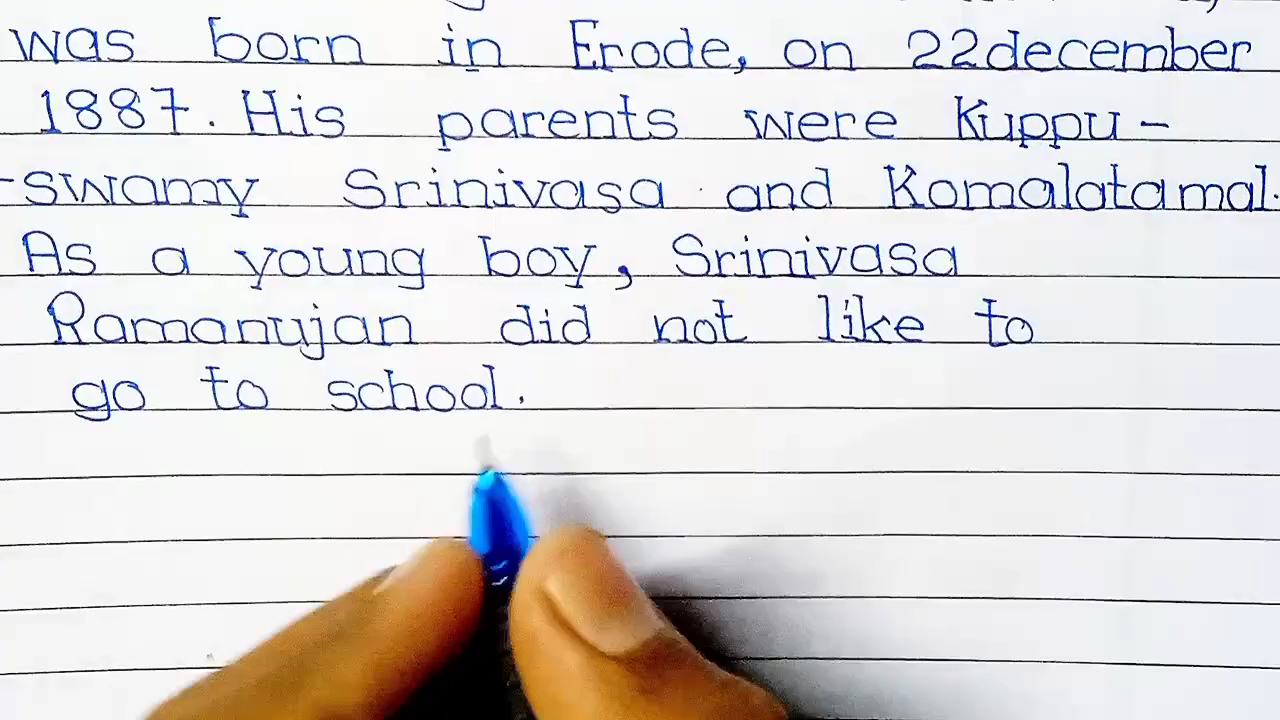 was born in Erode, on 22december
1887. His parents were Kuppu-
-swamy Srinivasa and Komalatamal.
As a young boy, Srinivasa
Ramanujan did not like to
go to school.